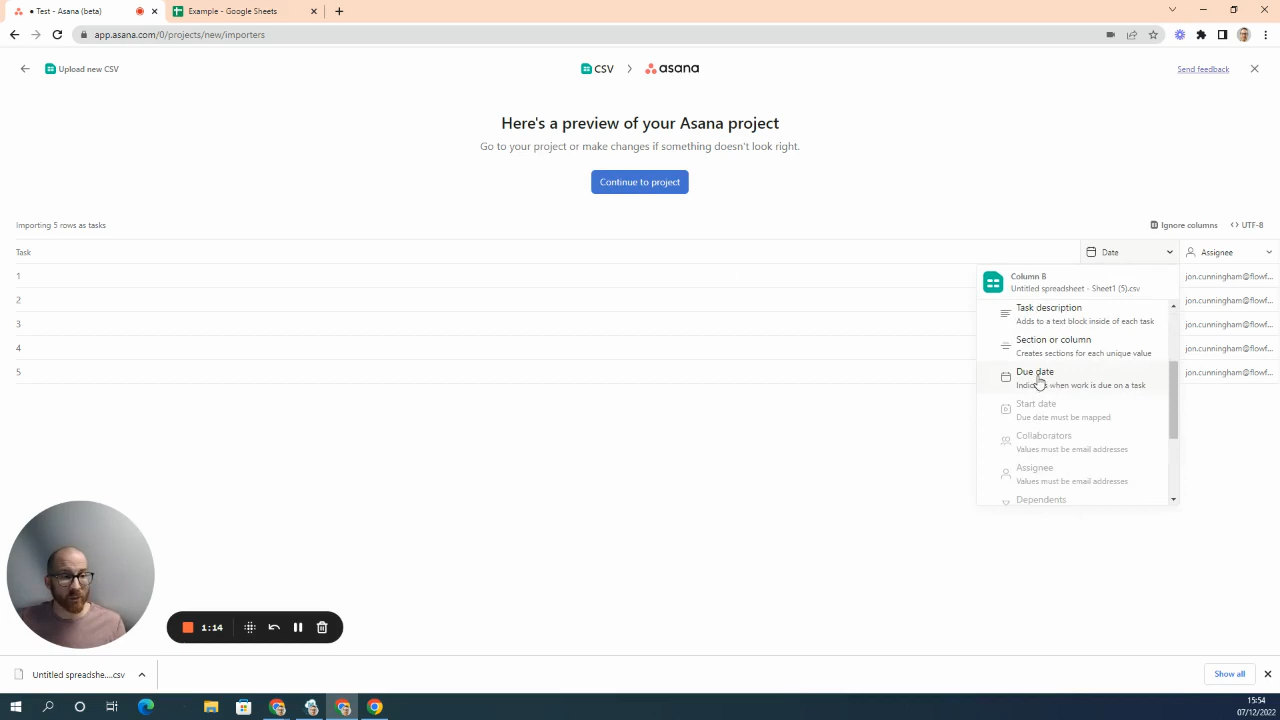 • Test - Asana (beta)
Example - Google Sheets
app.asana.com/0/projects/new/importers
Upload new CSV
CSV
asana
Send feedback
Here's a preview of your Asana project
Go to your project or make changes if something doesn't look right.
Continue to project
Importing 5 rows as tasks
Ignore columns
<> UTF-8
Task
Date
Assignee
1
jon.cunningham@flowf...
2
jon.cunningham@flowf...
3
jon.cunningham@flowf...
4
jon.cunningham@flowf...
5
jon.cunningham@flowf...
Column B
Untitled spreadsheet - Sheet1 (5).csv
Task description
Adds to a text block inside of each task
Section or column
Creates sections for each unique value
Due date
when work is due on a task
Start date
Due date must be mapped
Collaborators
Values must be email addresses
Assignee
Values must be email addresses
Dependents
1:14
Untitled spreadshe....csv
Show all
15:54
07/12/2022